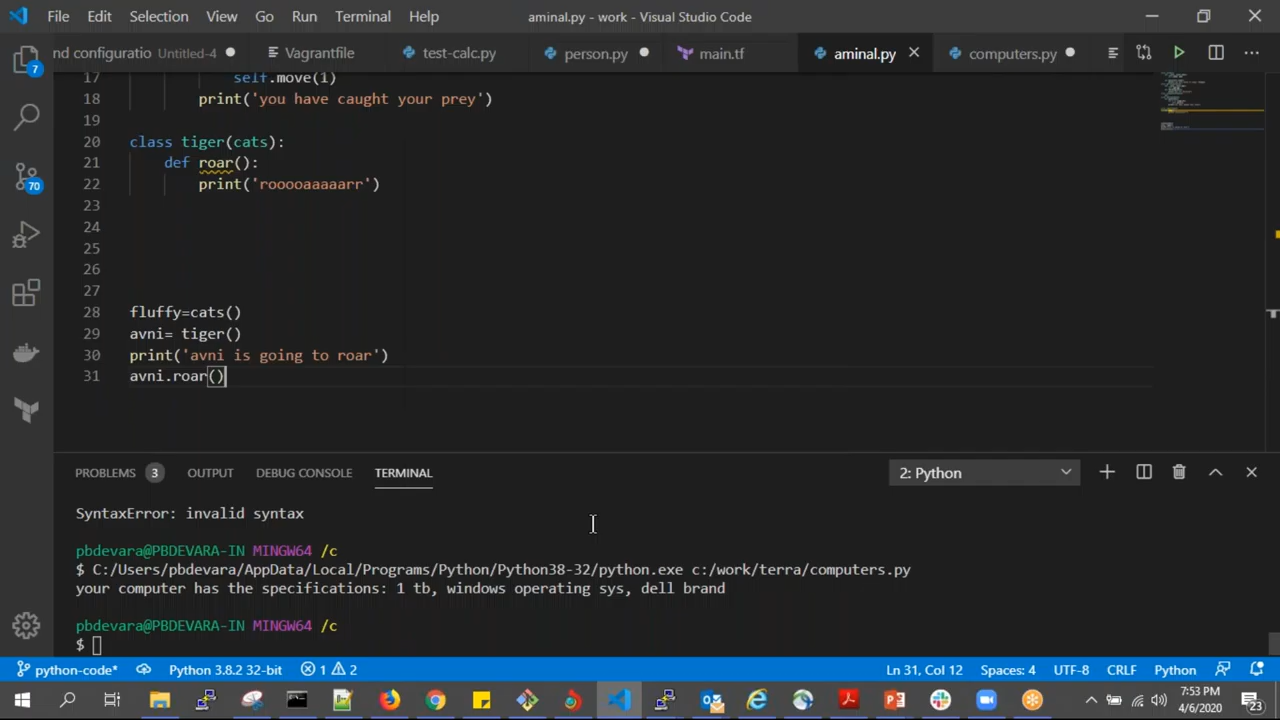 File Edit Selection View Go Run Terminal Help aminal.py - work - Visual Studio Code
nd configuratio Untitled-4 Vagrantfile test-calc.py person.py main.tf aminal.py computers.py
17 self.move(1)
18 print('you have caught your prey')
19
20 class tiger(cats):
21 def roar():
22 print('rooooaaaaarr')
23
24
25
26
27
28 fluffy=cats()
29 avni= tiger()
30 print('avni is going to roar')
31 avni.roar()
7
70
PROBLEMS 3 OUTPUT DEBUG CONSOLE TERMINAL 2: Python
SyntaxError: invalid syntax
pbdevara@PBDEVARA-IN MINGW64 /c
$ C:/Users/pbdevara/AppData/Local/Programs/Python/Python38-32/python.exe c:/work/terra/computers.py
your computer has the specifications: 1 tb, windows operating sys, dell brand
pbdevara@PBDEVARA-IN MINGW64 /c
$
python-code* Python 3.8.2 32-bit 1 2 Ln 31, Col 12 Spaces: 4 UTF-8 CRLF Python
7:53 PM
4/6/2020
23